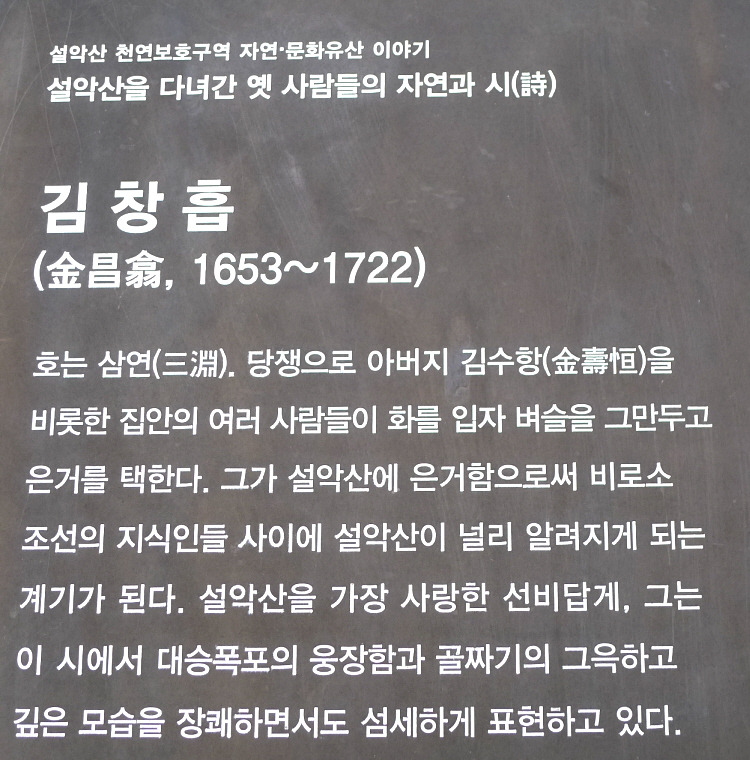 설악산 천연보호구역 자연·문화유산 이야기
설악산을 다녀간 옛 사람들의 자연과 시(詩)
김창흡
(金昌翕, 1653~1722)
호는 삼연(三淵). 당쟁으로 아버지 김수항(金壽恒)을
비롯한 집안의 여러 사람들이 화를 입자 벼슬을 그만두고
은거를 택한다. 그가 설악산에 은거함으로써 비로소
조선의 지식인들 사이에 설악산이 널리 알려지게 되는
계기가 된다. 설악산을 가장 사랑한 선비답게, 그는
이 시에서 대승폭포의 웅장함과 골짜기의 그윽하고
깊은 모습을 장쾌하면서도 섬세하게 표현하고 있다.